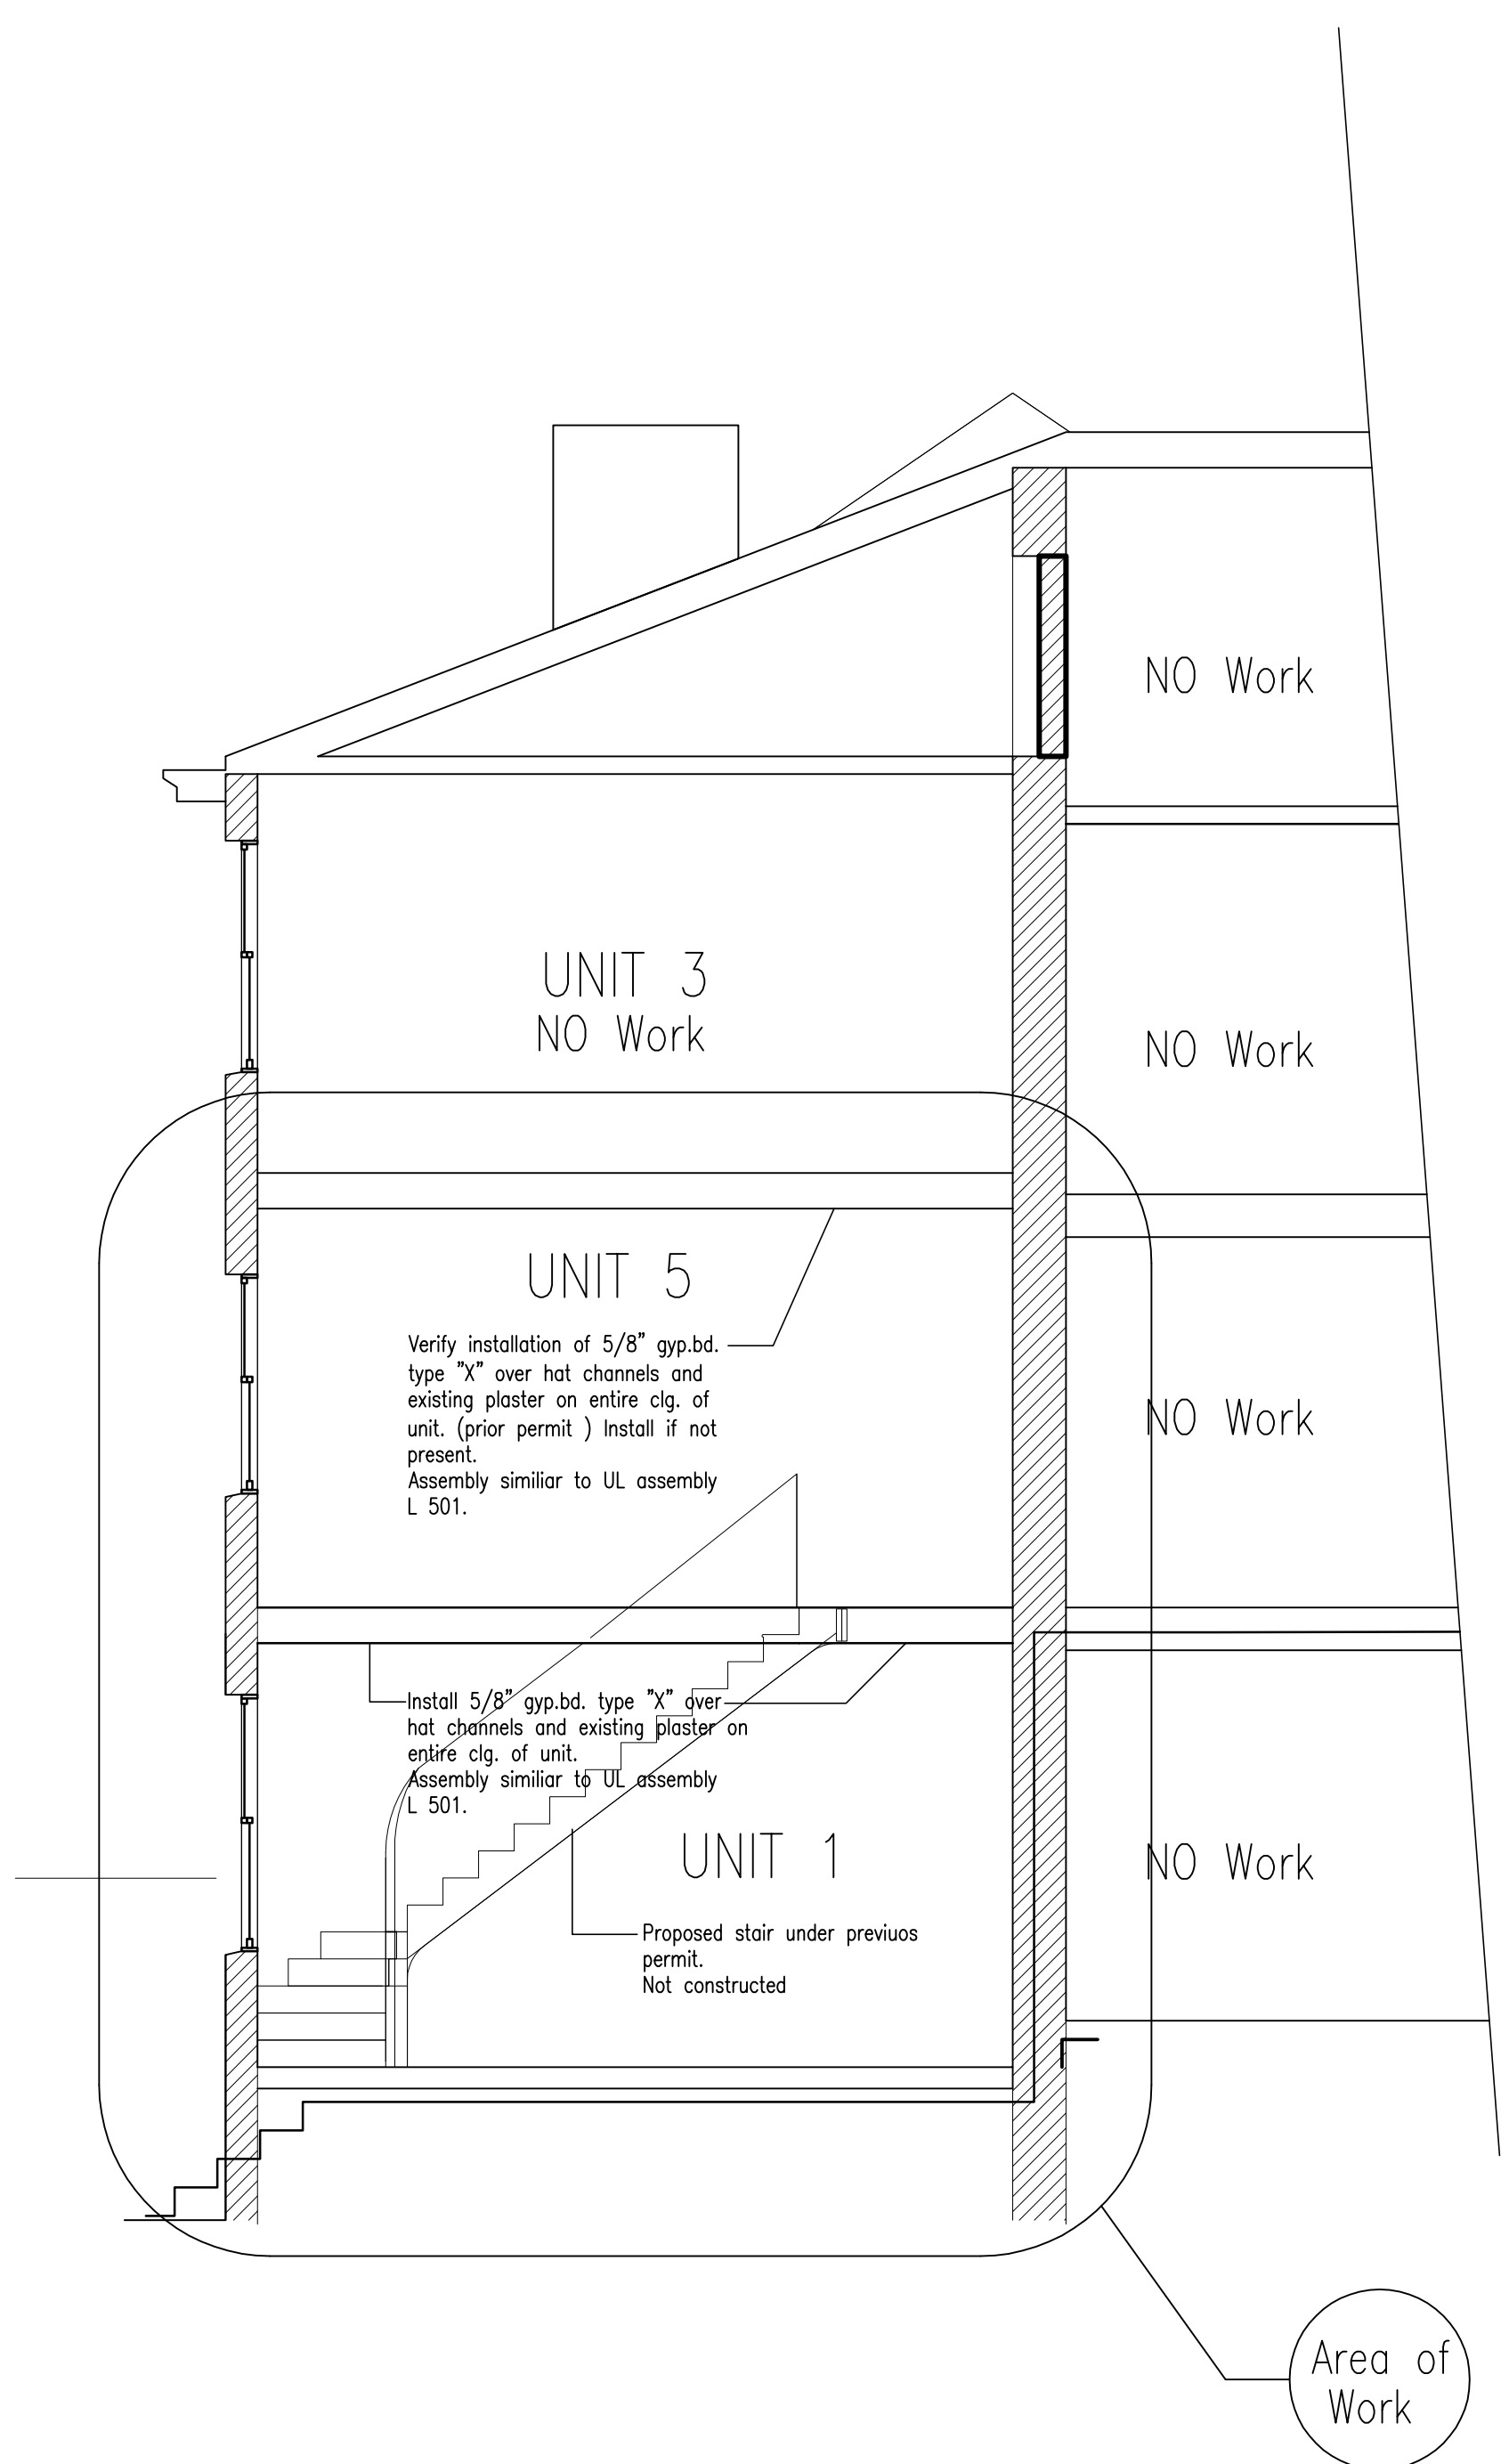 NO Work
UNIT 3
NO Work
NO Work
UNIT 5
Verify installation of 5/8" gyp.bd.
type "X" over hat channels and
existing plaster on entire clg. of
unit. (prior permit ) Install if not
present.
Assembly similiar to UL assembly
L 501.
NO Work
Install 5/8" gyp.bd. type "X" over
hat channels and existing plaster on
entire clg. of unit.
Assembly similiar to UL assembly
L 501.
UNIT 1
NO Work
Proposed stair under previuos
permit.
Not constructed
Area of
Work